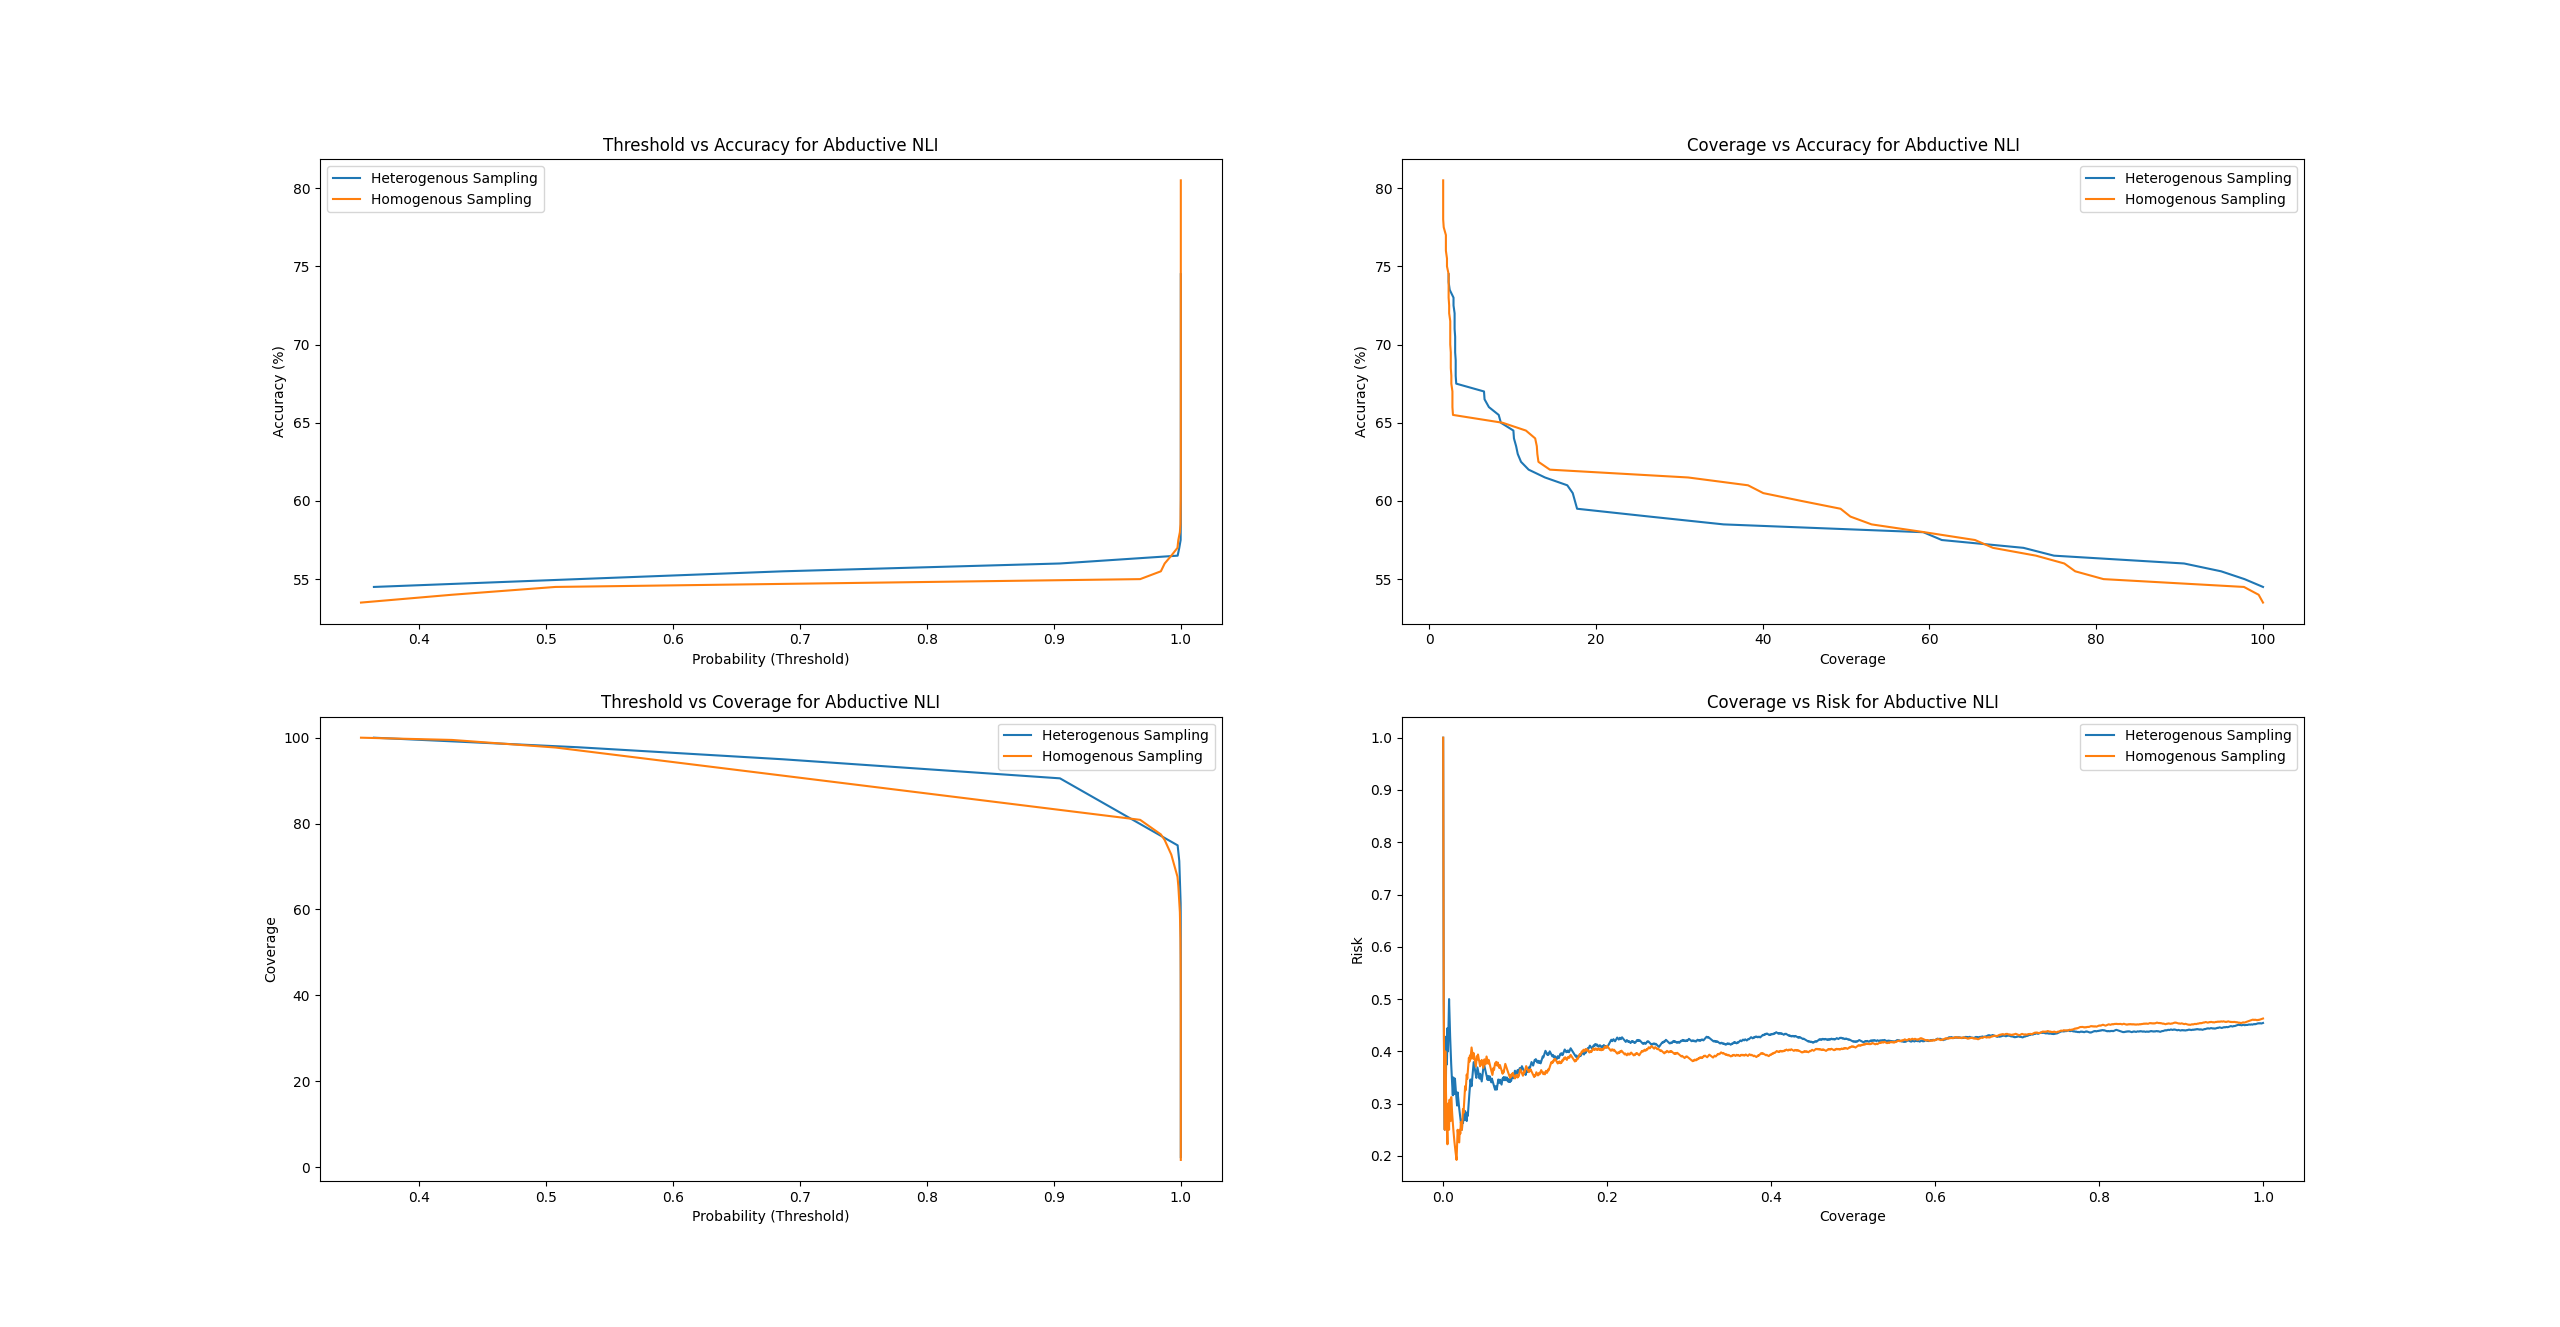 Threshold vs Accuracy for Abductive NLI
Heterogenous Sampling
Homogenous Sampling
80
75
70
65
60
55
Accuracy (%)
0.4 0.5 0.6 0.7 0.8 0.9 1.0
Probability (Threshold)
Coverage vs Accuracy for Abductive NLI
Heterogenous Sampling
Homogenous Sampling
80
75
70
65
60
55
Accuracy (%)
0 20 40 60 80 100
Coverage
Threshold vs Coverage for Abductive NLI
Heterogenous Sampling
Homogenous Sampling
100
80
60
40
20
0
Coverage
0.4 0.5 0.6 0.7 0.8 0.9 1.0
Probability (Threshold)
Coverage vs Risk for Abductive NLI
Heterogenous Sampling
Homogenous Sampling
1.0
0.9
0.8
0.7
0.6
0.5
0.4
0.3
0.2
Risk
0.0 0.2 0.4 0.6 0.8 1.0
Coverage